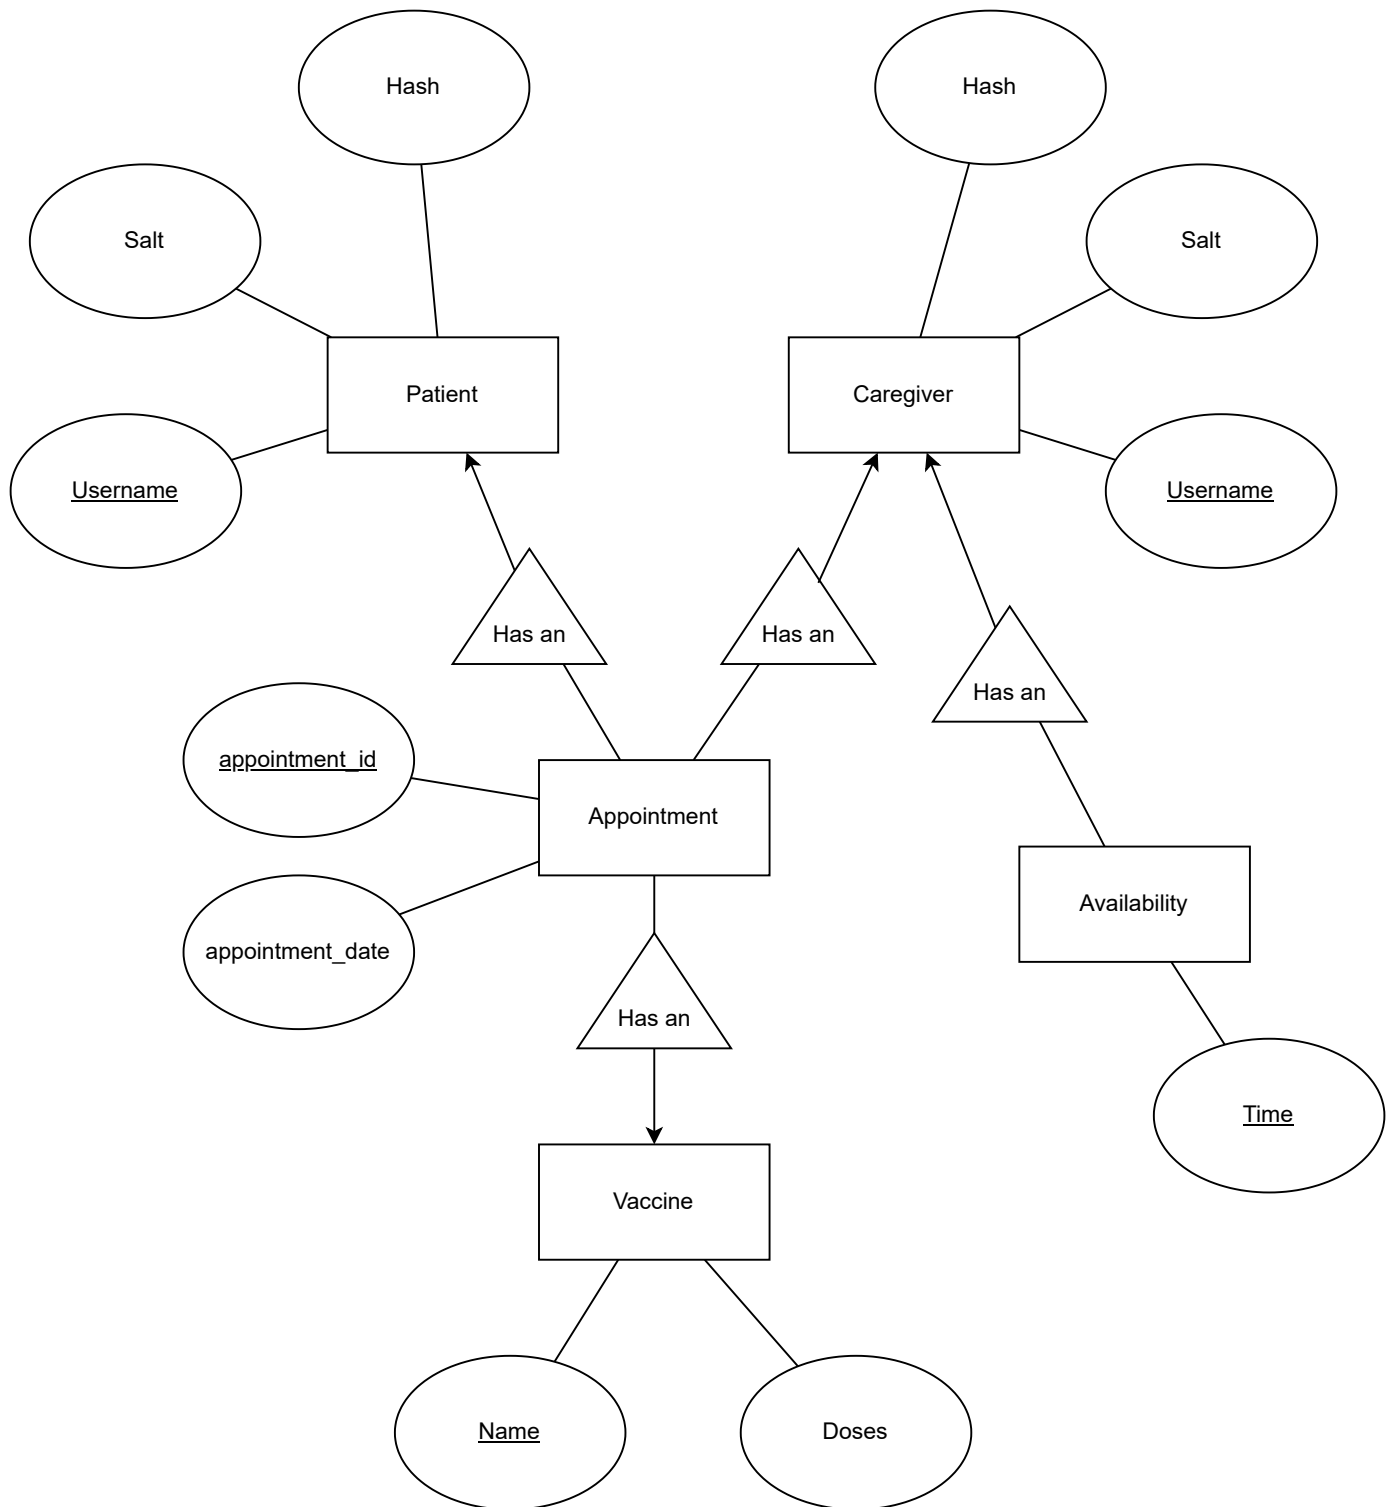 Hash
Hash
Salt
Salt
Patient
Caregiver
Username
Username
Has an
Has an
Has an
appointment_id
Appointment
Availability
appointment_date
Has an
Time
Vaccine
Name
Doses